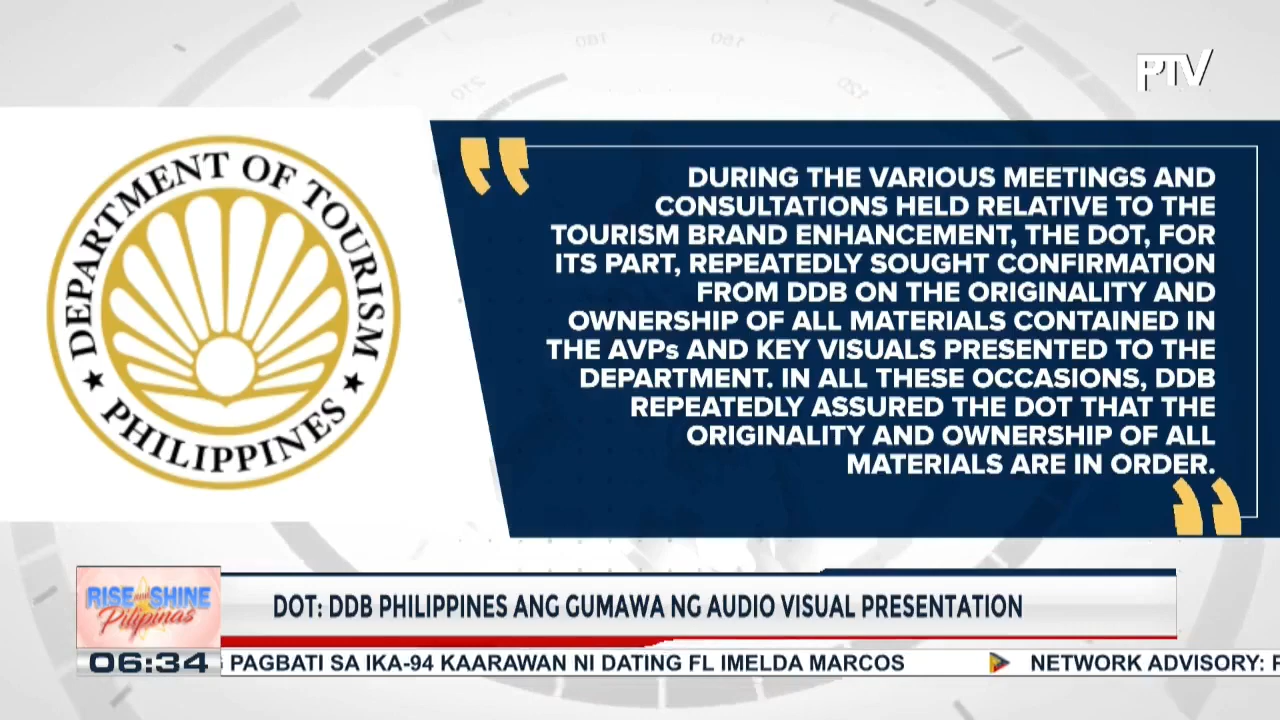 180
150
210
120
PTV
DEPARTMENT OF TOURISM
PHILIPPINES
DURING THE VARIOUS MEETINGS AND
CONSULTATIONS HELD RELATIVE TO THE
TOURISM BRAND ENHANCEMENT, THE DOT, FOR
ITS PART, REPEATEDLY SOUGHT CONFIRMATION
FROM DDB ON THE ORIGINALITY AND
OWNERSHIP OF ALL MATERIALS CONTAINED IN
THE AVPs AND KEY VISUALS PRESENTED TO THE
DEPARTMENT. IN ALL THESE OCCASIONS, DDB
REPEATEDLY ASSURED THE DOT THAT THE
ORIGINALITY AND OWNERSHIP OF ALL
MATERIALS ARE IN ORDER.
RISE and SHINE
Pilipinas
DOT: DDB PHILIPPINES ANG GUMAWA NG AUDIO VISUAL PRESENTATION
06:34
PAGBATI SA IKA-94 KAARAWAN NI DATING FL IMELDA MARCOS
NETWORK ADVISORY: